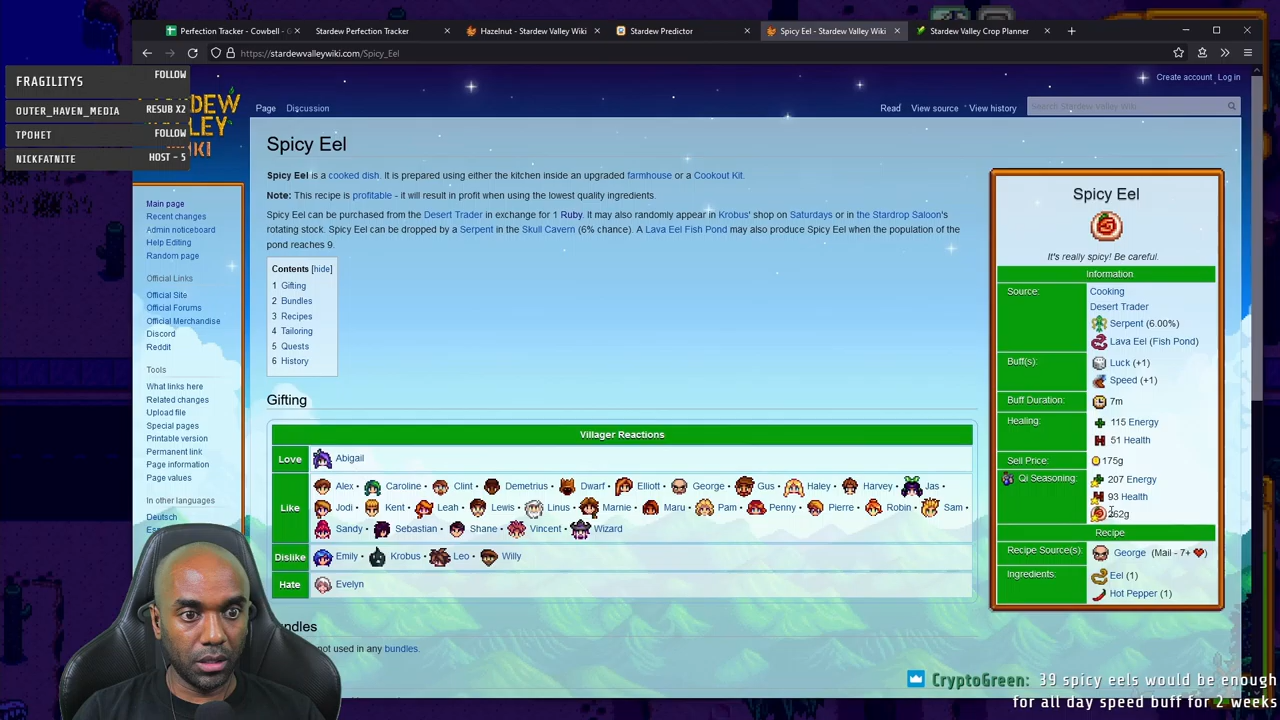 Perfection Tracker - Cowbell - G
Stardew Perfection Tracker
Hazelnut - Stardew Valley Wiki
Stardew Predictor
Spicy Eel - Stardew Valley Wiki
Stardew Valley Crop Planner
https://stardewvalleywiki.com/Spicy_Eel
FRAGILITYS FOLLOW
OUTER_HAVEN_MEDIA RESUB X2
TPOHET FOLLOW
NICKFATNITE HOST - 5
VALLEY
Create account Log in
Page Discussion
Read View source View history
Search Stardew Valley Wiki
Main page
Recent changes
Admin noticeboard
Help Editing
Random page
Official Links
Official Site
Official Forums
Official Merchandise
Discord
Reddit
Tools
What links here
Related changes
Upload file
Special pages
Printable version
Permanent link
Page information
Page values
In other languages
Deutsch
Spicy Eel
Spicy Eel is a cooked dish. It is prepared using either the kitchen inside an upgraded farmhouse or a Cookout Kit.
Note: This recipe is profitable - it will result in profit when using the lowest quality ingredients.
Spicy Eel can be purchased from the Desert Trader in exchange for 1 Ruby. It may also randomly appear in Krobus' shop on Saturdays or in the Stardrop Saloon's
rotating stock. Spicy Eel can be dropped by a Serpent in the Skull Cavern (6% chance). A Lava Eel Fish Pond may also produce Spicy Eel when the population of the
pond reaches 9.
Contents [hide]
1 Gifting
2 Bundles
3 Recipes
4 Tailoring
5 Quests
6 History
Gifting
Villager Reactions
Love Abigail
Like Alex • Caroline • Clint • Demetrius • Dwarf • Elliott • George • Gus • Haley • Harvey • Jas •
Jodi • Kent • Leah • Lewis • Linus • Marnie • Maru • Pam • Penny • Pierre • Robin • Sam •
Sandy • Sebastian • Shane • Vincent • Wizard
Dislike Emily • Krobus • Leo • Willy
Hate Evelyn
not used in any bundles.
Spicy Eel
It's really spicy! Be careful.
Information
Source: Cooking
Desert Trader
Serpent (6.00%)
Lava Eel (Fish Pond)
Buff(s): Luck (+1)
Speed (+1)
Buff Duration: 7m
Healing: 115 Energy
51 Health
Sell Price: 175g
Qi Seasoning: 207 Energy
93 Health
262g
Recipe
Recipe Source(s): George (Mail - 7+ )
Ingredients: Eel (1)
Hot Pepper (1)
CryptoGreen: 39 spicy eels would be enough
for all day speed buff for 2 weeks